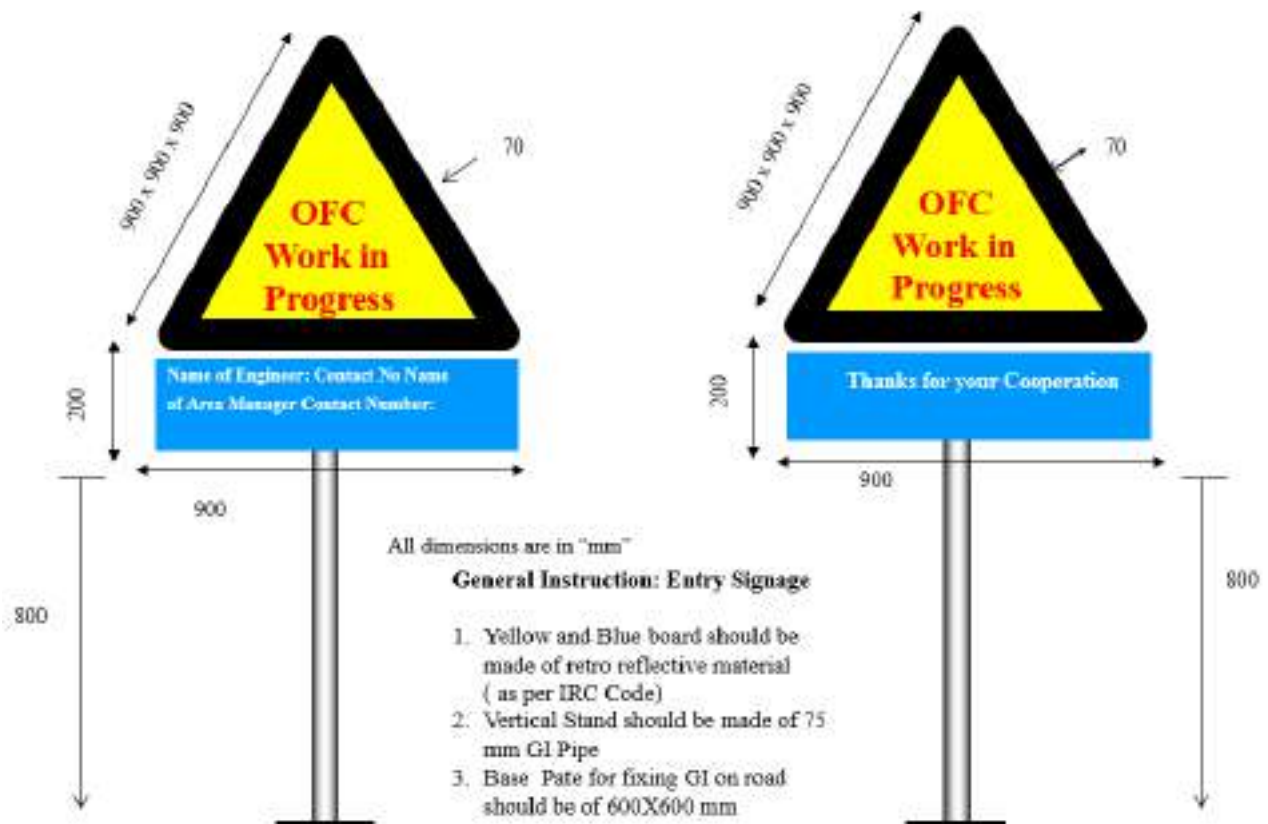 900 x 900 x 900
70
OFC
Work in
Progress
200
Name of Engineer: Contact No Name
of Area Manager Contact Number:
900
800
900 x 900 x 900
70
OFC
Work in
Progress
200
Thanks for your Cooperation
900
800
All dimensions are in "mm"
General Instruction: Entry Signage
1. Yellow and Blue board should be
made of retro reflective material
( as per IRC Code)
2. Vertical Stand should be made of 75
mm GI Pipe
3. Base Pate for fixing GI on road
should be of 600X600 mm